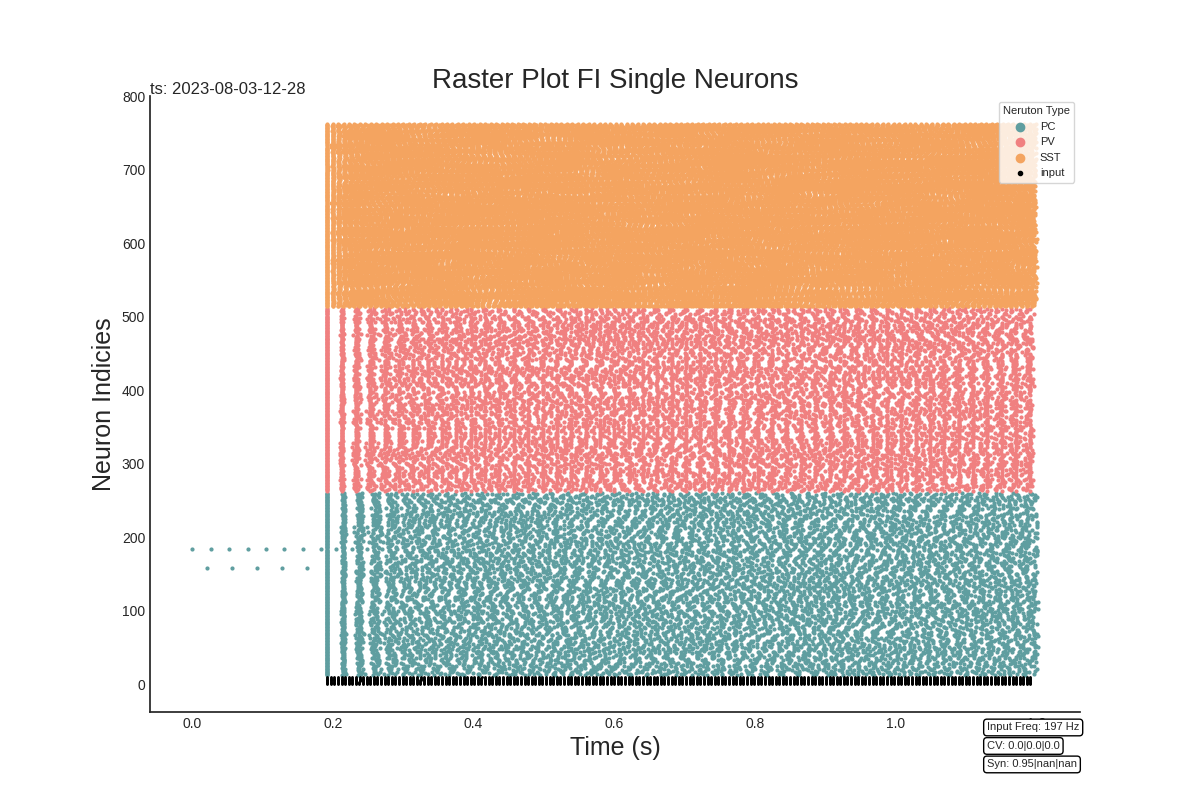 Raster Plot FI Single Neurons
ts: 2023-08-03-12-28
Neruton Type
PC
PV
SST
input
800
700
600
500
400
300
200
100
0
Neuron Indicies
0.0 0.2 0.4 0.6 0.8 1.0
Time (s)
Input Freq: 197 Hz
CV: 0.0|0.0|0.0
Syn: 0.95|nan|nan